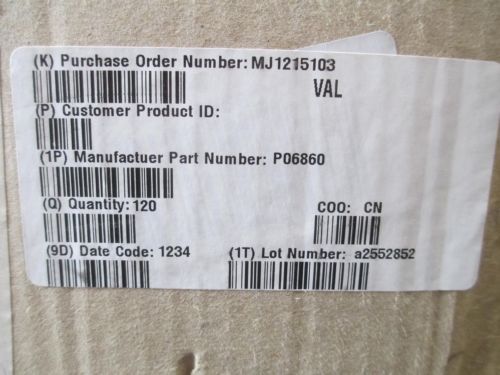 (K) Purchase Order Number: MJ1215103
VAL
(P) Customer Product ID:
(1P) Manufactuer Part Number: P06860
(Q) Quantity: 120 COO: CN
(9D) Date Code: 1234 (1T) Lot Number: a2552852